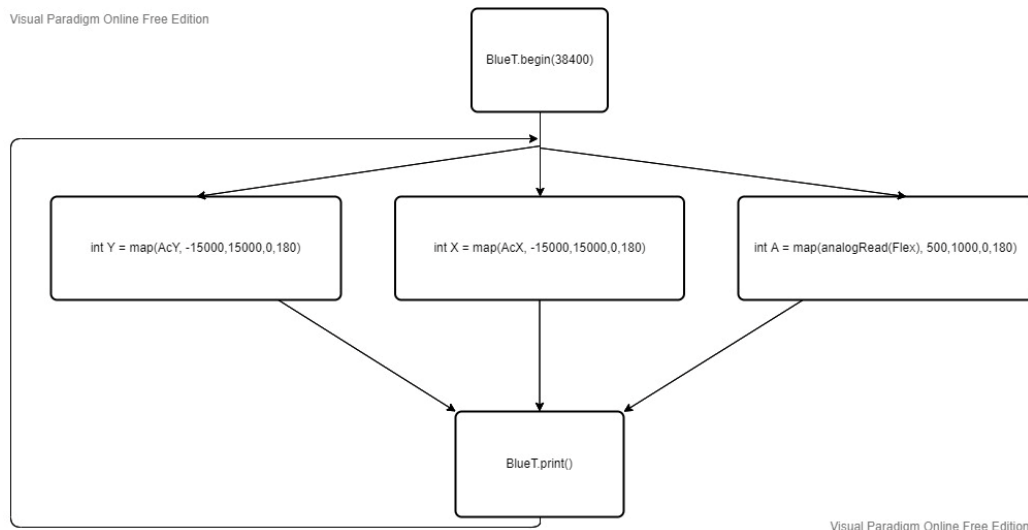 Visual Paradigm Online Free Edition
BlueT.begin(38400)
int Y = map(AcY, -15000,15000,0,180)
int X = map(AcX, -15000,15000,0,180)
int A = map(analogRead(Flex), 500,1000,0,180)
BlueT.print()
Visual Paradigm Online Free Edition